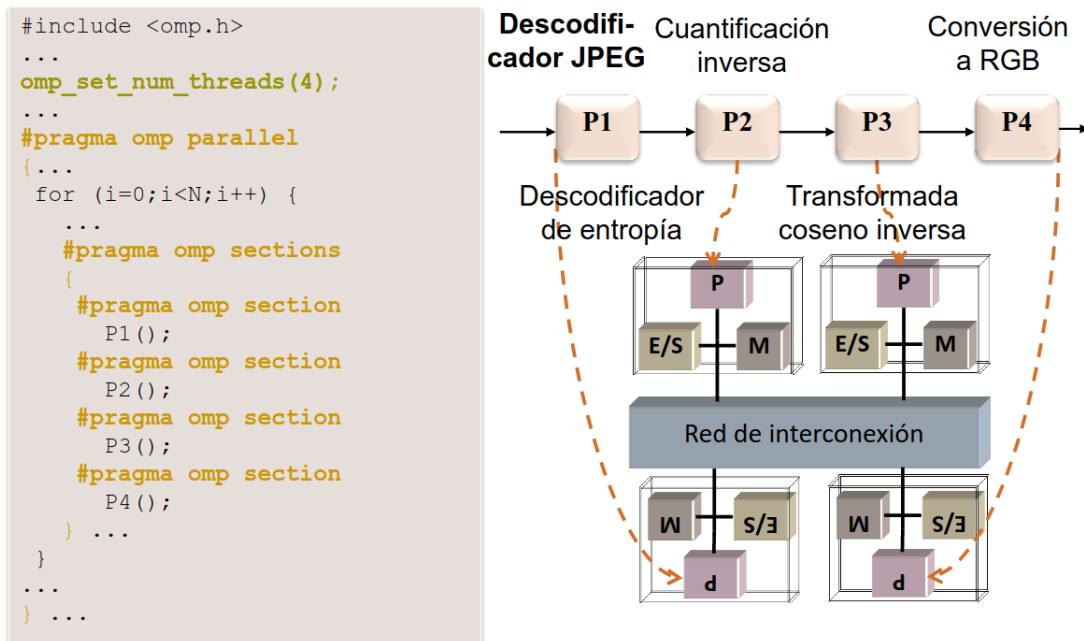 #include <omp.h>
...
omp_set_num_threads(4);
...
#pragma omp parallel
{...
for (i=0;i<N;i++) {
...
#pragma omp sections
{
#pragma omp section
P1();
#pragma omp section
P2();
#pragma omp section
P3();
#pragma omp section
P4();
} ...
}
...
} ...
Descodifi-
cador JPEG
Cuantificación
inversa
Conversión
a RGB
P1
P2
P3
P4
Descodificador
de entropía
Transformada
coseno inversa
P
E/S
M
P
E/S
M
Red de interconexión
M
E/S
P
M
E/S
P